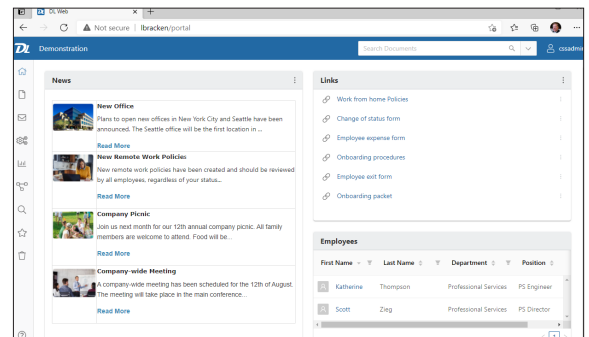 DL Web
Not secure | lbracken/portal
DL Demonstration
Search Documents
cssadmin
News
New Office
Plans to open new offices in New York City and Seattle have been
announced. The Seattle office will be the first location in ...
Read More
New Remote Work Policies
New remote work policies have been created and should be reviewed
by all employees, regardless of your status...
Read More
Company Picnic
Join us next month for our 12th annual company picnic. All family
members are welcome to attend. Food will be...
Read More
Company-wide Meeting
A company-wide meeting has been scheduled for the 12th of August.
The meeting will take place in the main conference...
Read More
Links
Work from home Policies
Change of status form
Employee expense form
Onboarding procedures
Employee exit form
Onboarding packet
Employees
First Name Last Name Department Position
Katherine Thompson Professional Services PS Engineer
Scott Zieg Professional Services PS Director
1